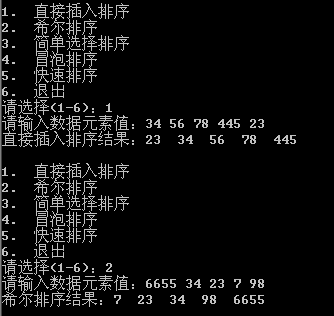 1.  直接插入排序
2.  希尔排序
3.  简单选择排序
4.  冒泡排序
5.  快速排序
6.  退出
请选择(1-6)：1
请输入数据元素值：34 56 78 445 23
直接插入排序结果：23  34  56  78  445
1.  直接插入排序
2.  希尔排序
3.  简单选择排序
4.  冒泡排序
5.  快速排序
6.  退出
请选择(1-6)：2
请输入数据元素值：6655 34 23 7 98
希尔排序结果：7  23  34  98  6655